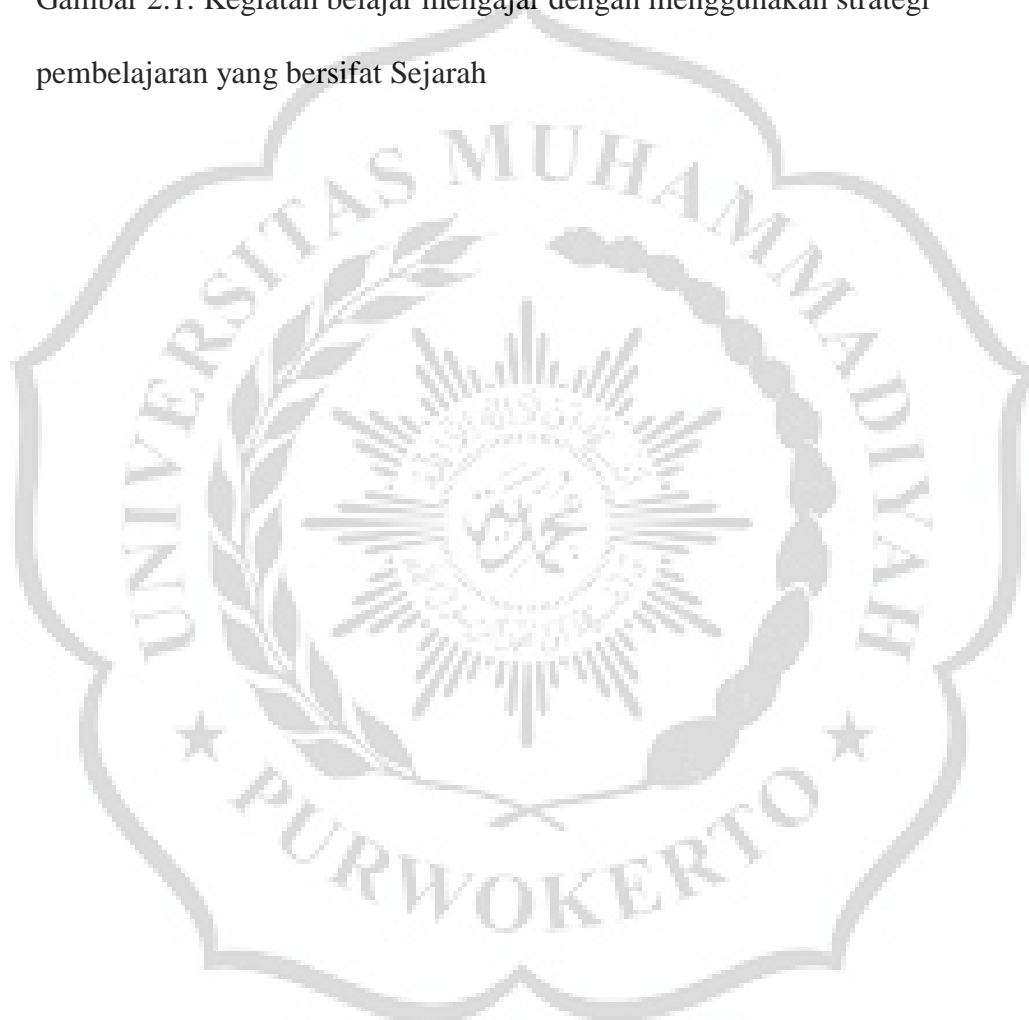 Gambar 2.1. Kegiatan belajar mengajar dengan menggunakan strategi
pembelajaran yang bersifat Sejarah
UNIVERSITAS MUHAMMADIYAH
PURWOKERTO